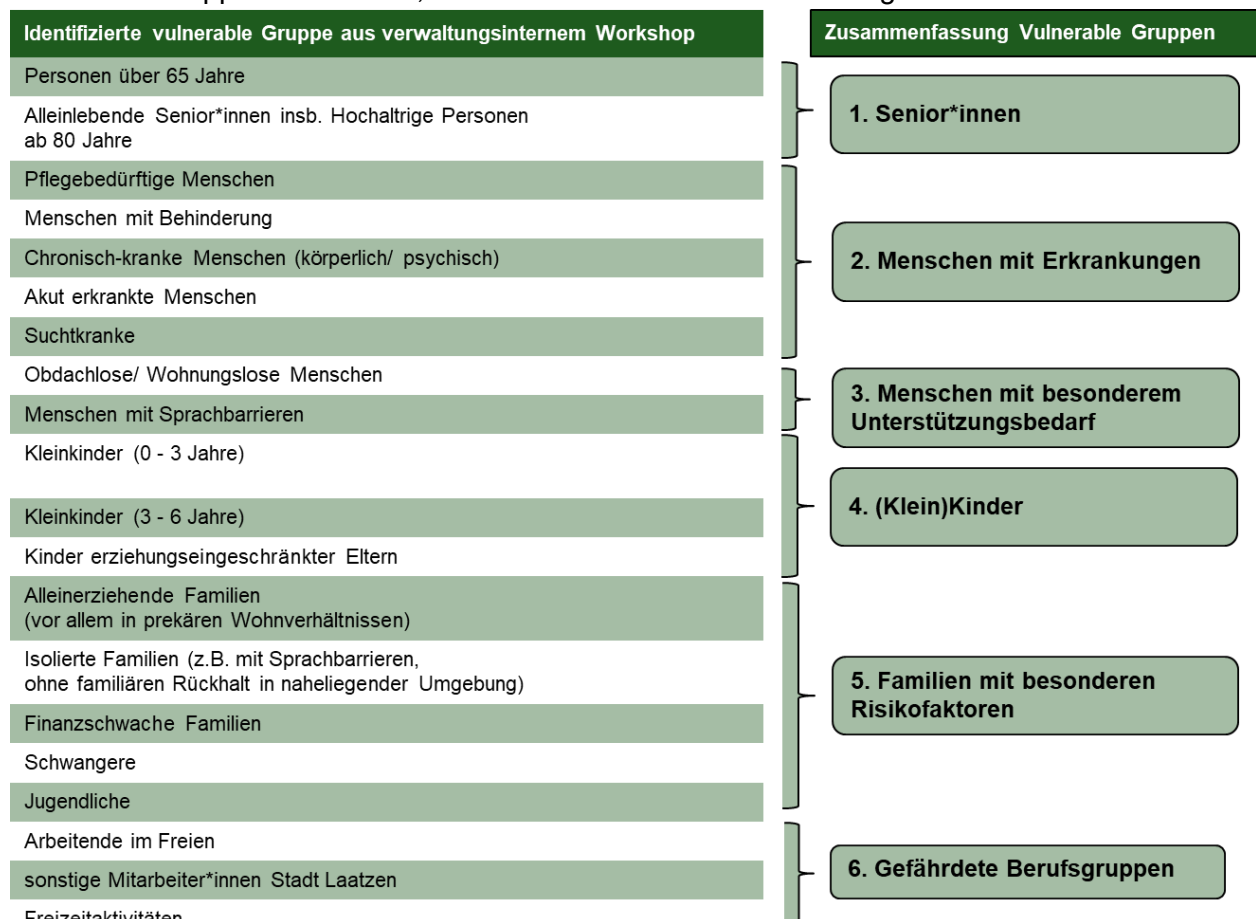 Identifizierte vulnerable Gruppe aus verwaltungsinternem Workshop
Personen über 65 Jahre
Alleinlebende Senior*innen insb. Hochaltrige Personen
ab 80 Jahre
Pflegebedürftige Menschen
Menschen mit Behinderung
Chronisch-kranke Menschen (körperlich/ psychisch)
Akut erkrankte Menschen
Suchtkranke
Obdachlose/ Wohnungslose Menschen
Menschen mit Sprachbarrieren
Kleinkinder (0 - 3 Jahre)
Kleinkinder (3 - 6 Jahre)
Kinder erziehungseingeschränkter Eltern
Alleinerziehende Familien
(vor allem in prekären Wohnverhältnissen)
Isolierte Familien (z.B. mit Sprachbarrieren,
ohne familiären Rückhalt in naheliegender Umgebung)
Finanzschwache Familien
Schwangere
Jugendliche
Arbeitende im Freien
sonstige Mitarbeiter*innen Stadt Laatzen
Freizeitaktivitäten
Zusammenfassung Vulnerable Gruppen
1. Senior*innen
2. Menschen mit Erkrankungen
3. Menschen mit besonderem
Unterstützungsbedarf
4. (Klein)Kinder
5. Familien mit besonderen
Risikofaktoren
6. Gefährdete Berufsgruppen